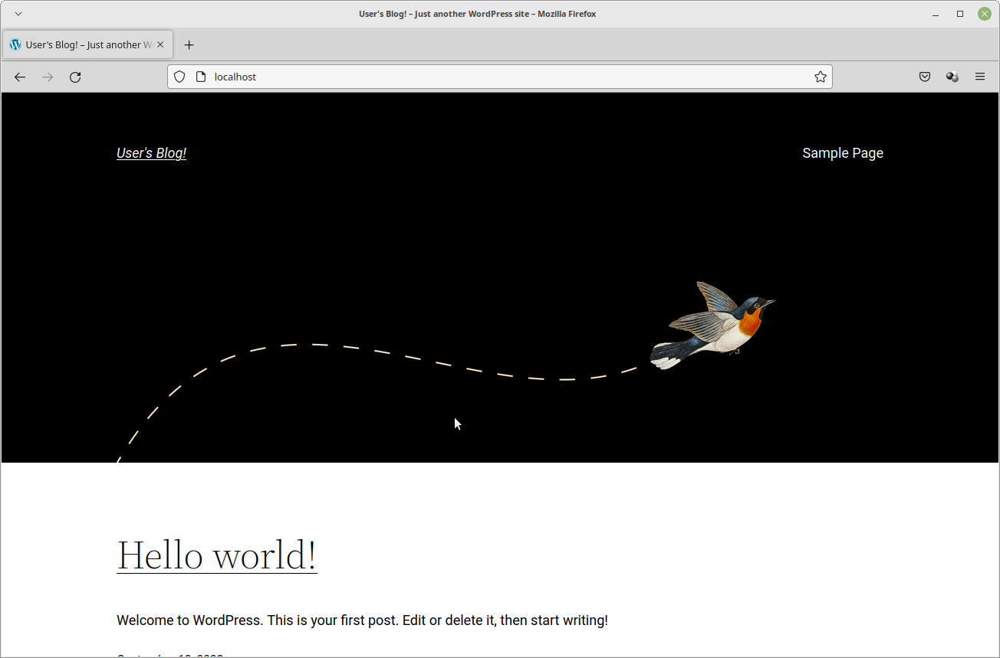 User's Blog! – Just another WordPress site – Mozilla Firefox
User's Blog! – Just another W
localhost
User's Blog!
Sample Page
Hello world!
Welcome to WordPress. This is your first post. Edit or delete it, then start writing!